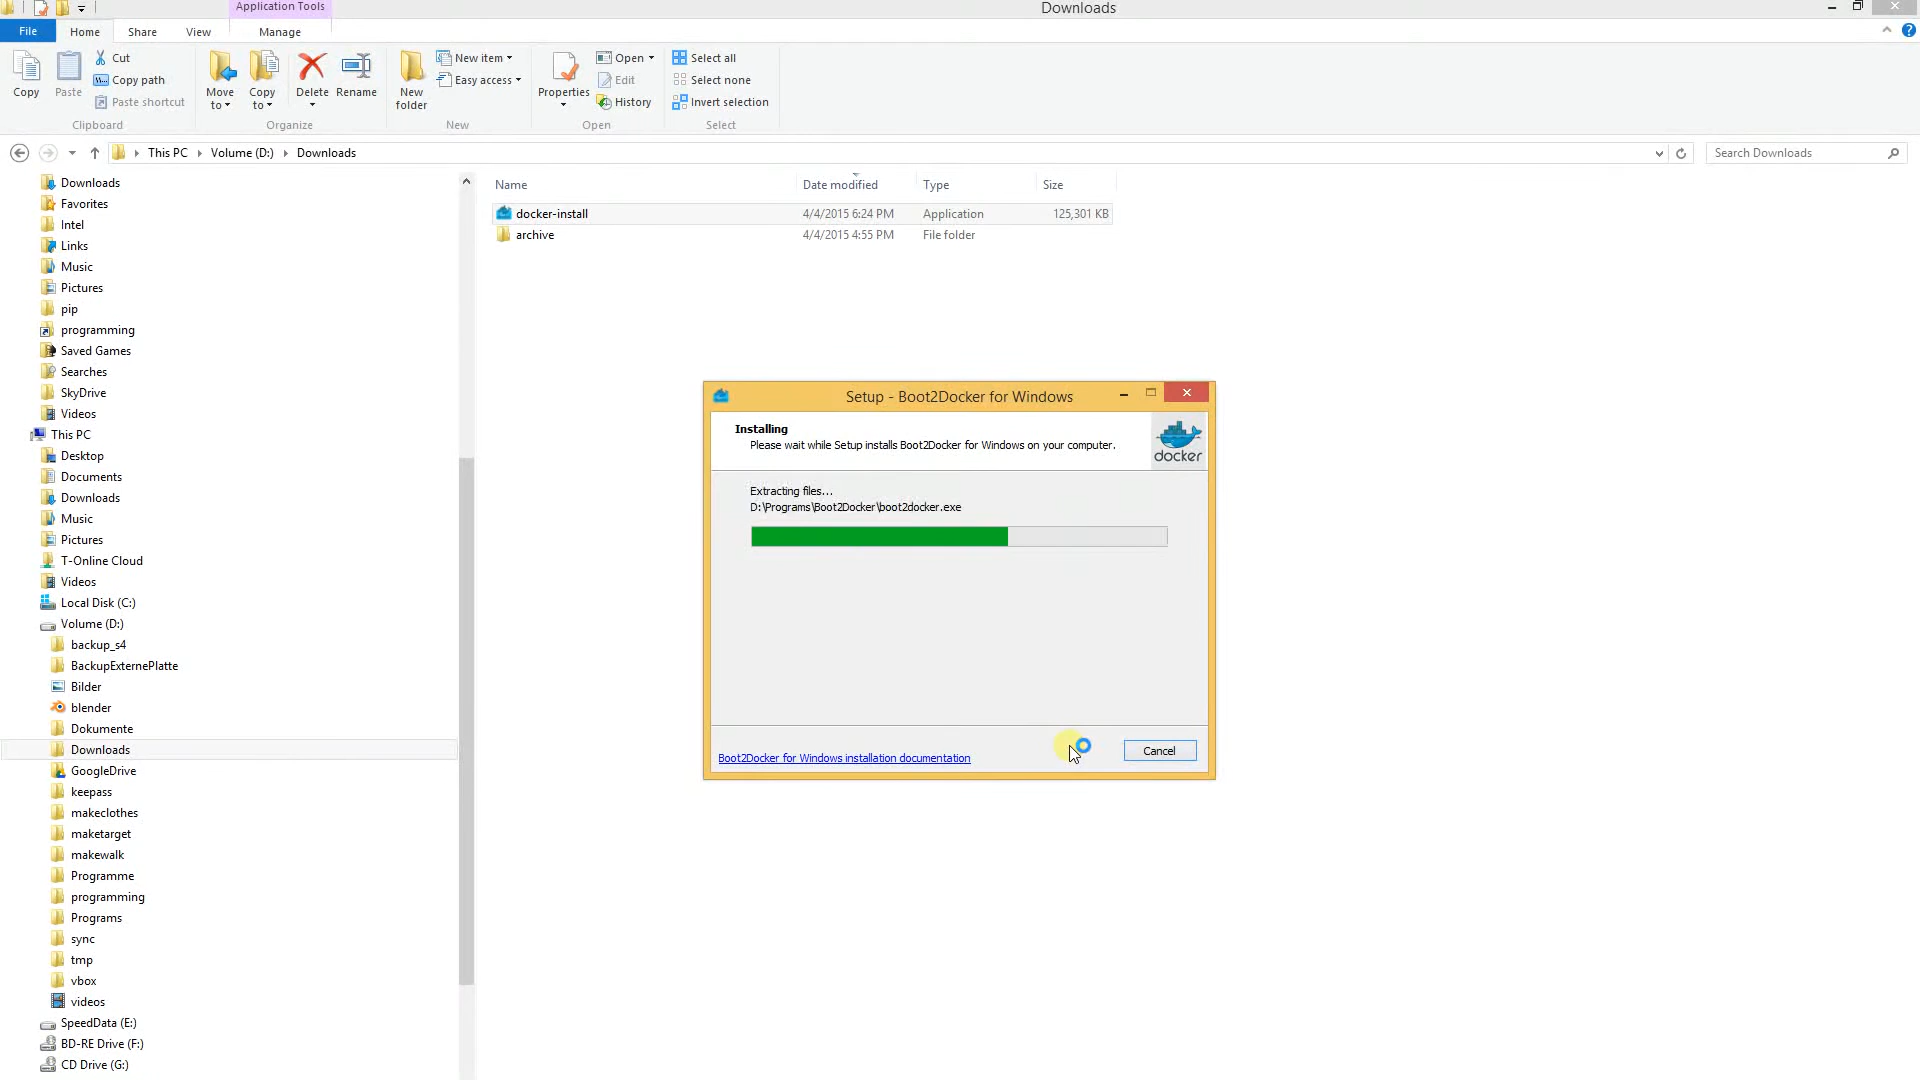 Application Tools
Downloads
File
Home
Share
View
Manage
Copy
Paste
Cut
Copy path
Paste shortcut
Clipboard
Move to
Copy to
Delete
Rename
Organize
New folder
New item
Easy access
New
Properties
Open
Edit
History
Open
Select all
Select none
Invert selection
Select
This PC
Volume (D:)
Downloads
Search Downloads
Downloads
Favorites
Intel
Links
Music
Pictures
pip
programming
Saved Games
Searches
SkyDrive
Videos
This PC
Desktop
Documents
Downloads
Music
Pictures
T-Online Cloud
Videos
Local Disk (C:)
Volume (D:)
backup_s4
BackupExternePlatte
Bilder
blender
Dokumente
Downloads
GoogleDrive
keepass
makeclothes
maketarget
makewalk
Programme
programming
Programs
sync
tmp
vbox
videos
SpeedData (E:)
BD-RE Drive (F:)
CD Drive (G:)
Name Date modified Type Size
docker-install 4/4/2015 6:24 PM Application 125,301 KB
archive 4/4/2015 4:55 PM File folder
Setup - Boot2Docker for Windows
Installing
Please wait while Setup installs Boot2Docker for Windows on your computer.
docker
Extracting files...
D:\Programs\Boot2Docker\boot2docker.exe
Boot2Docker for Windows installation documentation
Cancel